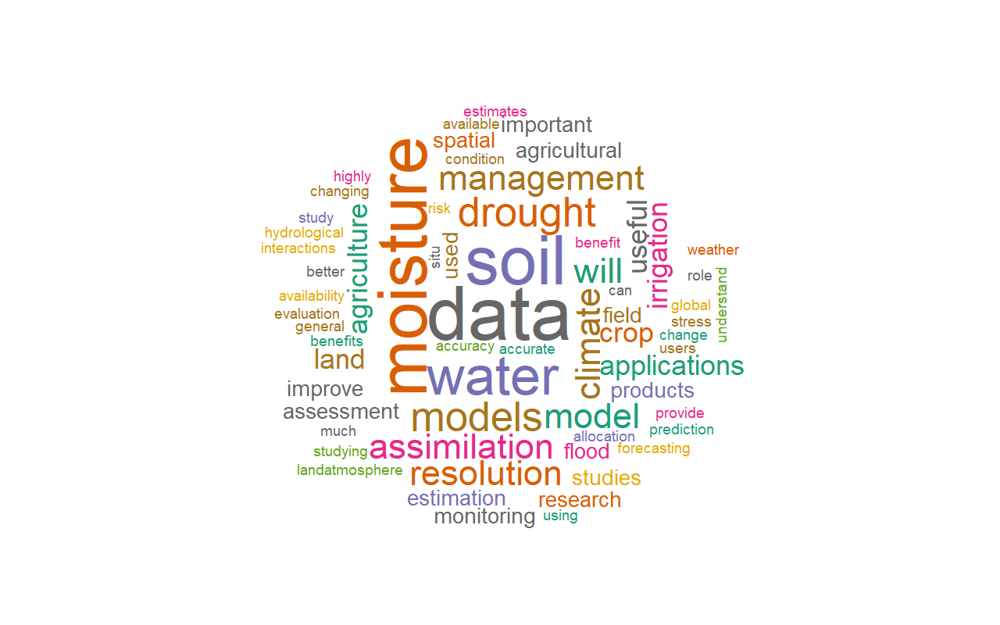 estimates
available
important
spatial
agricultural
condition
management
highly
changing
moisture
risk
drought
study
hydrological
interactions
agriculture
situ
used
soil
benefit
useful
irrigation
weather
will
better
role
can
understand
availability
data
climate
global
evaluation
field
stress
general
crop
change
benefits
accuracy
accurate
users
land
water
applications
improve
products
assessment
models
model
provide
much
allocation
prediction
studying
assimilation
flood
forecasting
landatmosphere
resolution
studies
estimation
research
monitoring
using